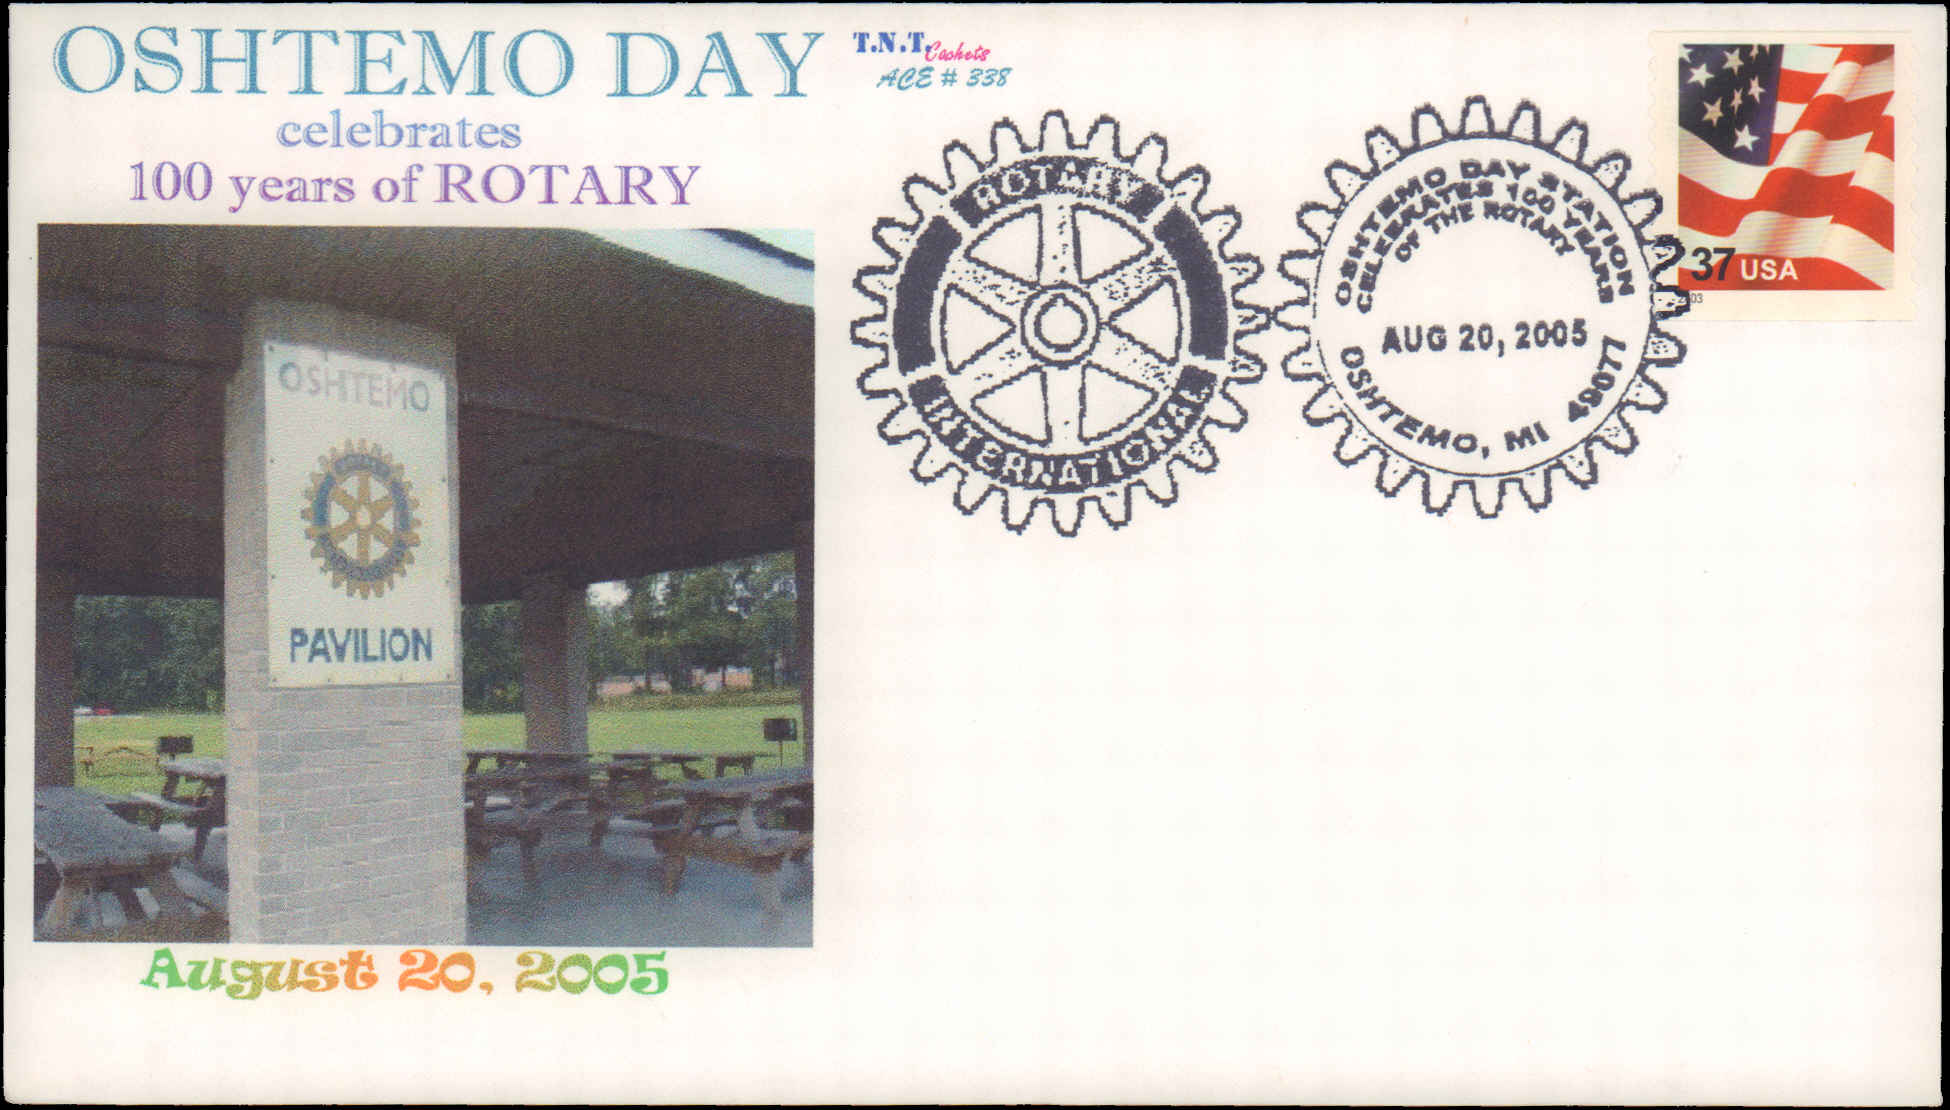 OSHTEMO DAY
celebrates
100 years of ROTARY
T.N.T. Cachets
ACE # 338
ROTARY
INTERNATIONAL
OSHTEMO DAY STATION
CELEBRATES 100 YEARS
OF THE ROTARY
AUG 20, 2005
OSHTEMO, MI 49077
37 USA
2003
OSHTEMO
PAVILION
August 20, 2005